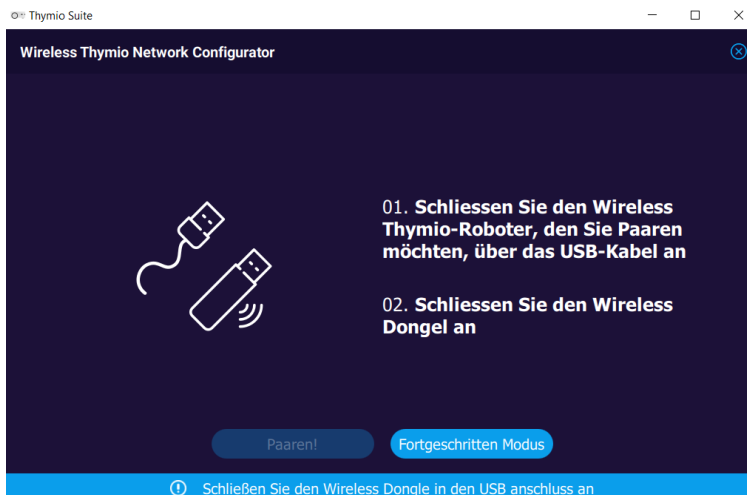 Thymio Suite
Wireless Thymio Network Configurator
01. Schliessen Sie den Wireless
Thymio-Roboter, den Sie Paaren
möchten, über das USB-Kabel an
02. Schliessen Sie den Wireless
Dongel an
Paaren!
Fortgeschritten Modus
Schließen Sie den Wireless Dongle in den USB anschluss an